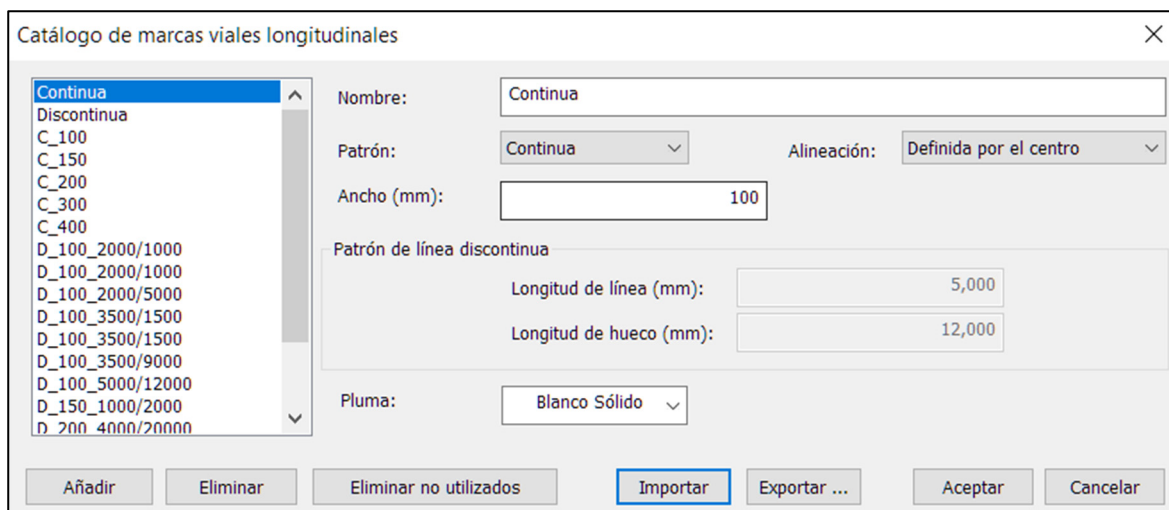 Catálogo de marcas viales longitudinales
Continua
Discontinua
C_100
C_150
C_200
C_300
C_400
D_100_2000/1000
D_100_2000/1000
D_100_2000/5000
D_100_3500/1500
D_100_3500/1500
D_100_3500/9000
D_100_5000/12000
D_150_1000/2000
D_200_4000/20000
Nombre: Continua
Patrón: Continua Alineación: Definida por el centro
Ancho (mm): 100
Patrón de línea discontinua
Longitud de línea (mm): 5,000
Longitud de hueco (mm): 12,000
Pluma: Blanco Sólido
Añadir Eliminar Eliminar no utilizados Importar Exportar ... Aceptar Cancelar